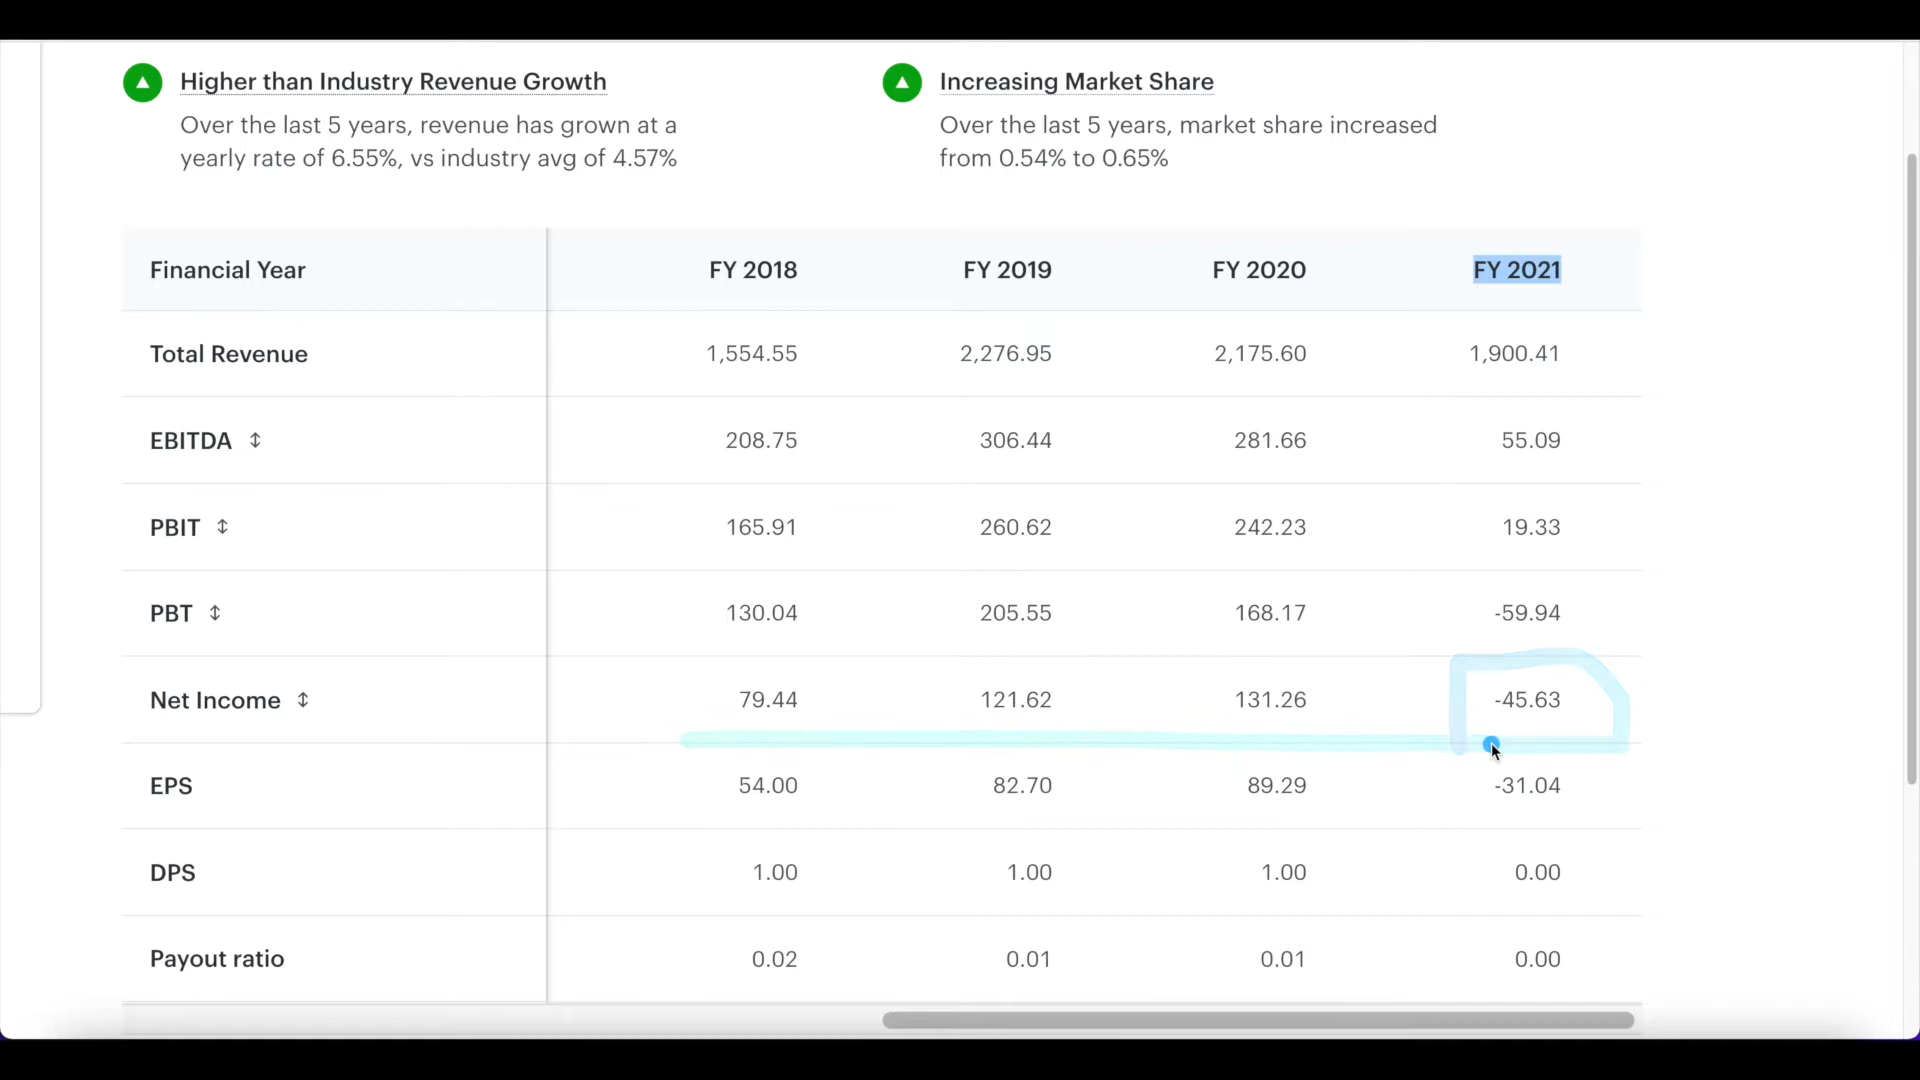 Higher than Industry Revenue Growth
Over the last 5 years, revenue has grown at a
yearly rate of 6.55%, vs industry avg of 4.57%
Increasing Market Share
Over the last 5 years, market share increased
from 0.54% to 0.65%
Financial Year FY 2018 FY 2019 FY 2020 FY 2021
Total Revenue 1,554.55 2,276.95 2,175.60 1,900.41
EBITDA 208.75 306.44 281.66 55.09
PBIT 165.91 260.62 242.23 19.33
PBT 130.04 205.55 168.17 -59.94
Net Income 79.44 121.62 131.26 -45.63
EPS 54.00 82.70 89.29 -31.04
DPS 1.00 1.00 1.00 0.00
Payout ratio 0.02 0.01 0.01 0.00